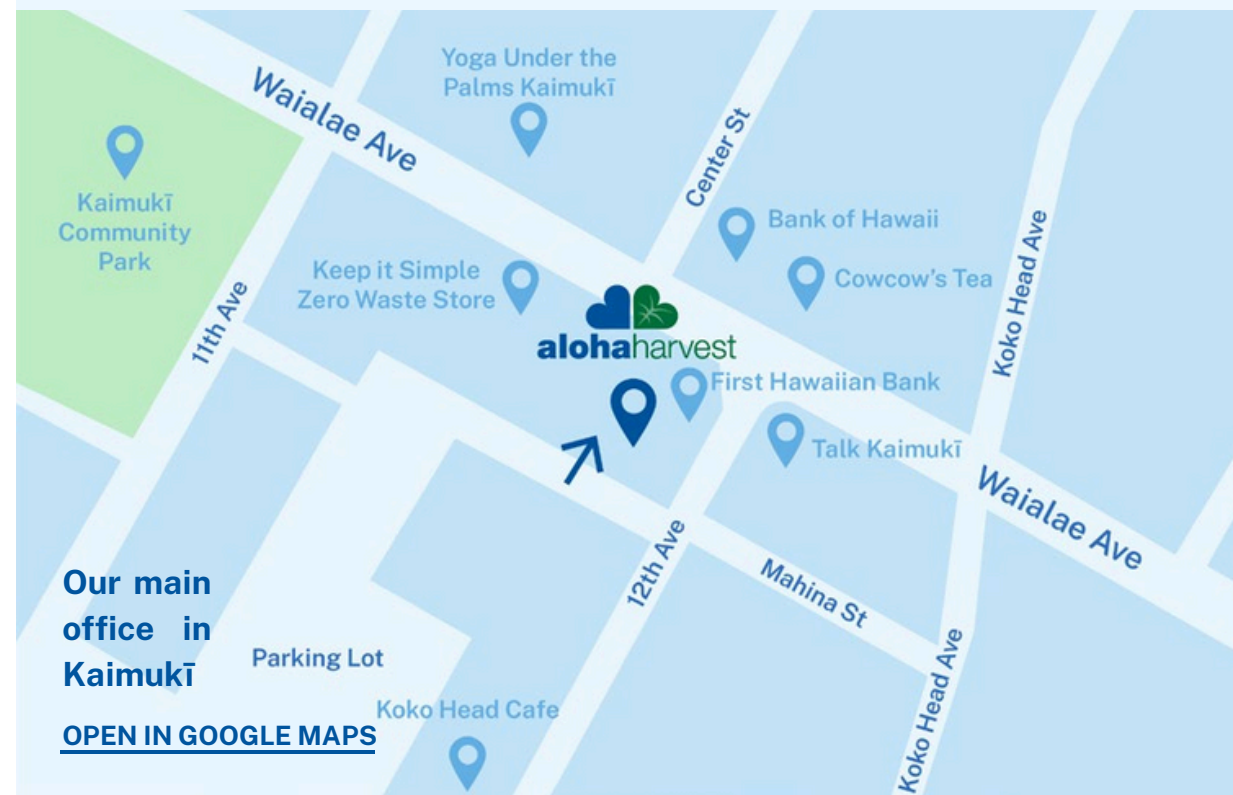 Yoga Under the
Palms Kaimukī
Waialae Ave
Center St
Kaimukī
Community
Park
Bank of Hawaii
Koko Head Ave
Keep it Simple
Zero Waste Store
Cowcow's Tea
11th Ave
alohaharvest
First Hawaiian Bank
Talk Kaimukī
Waialae Ave
12th Ave
Mahina St
Our main
office in
Kaimukī
Parking Lot
Koko Head Ave
Koko Head Cafe
OPEN IN GOOGLE MAPS